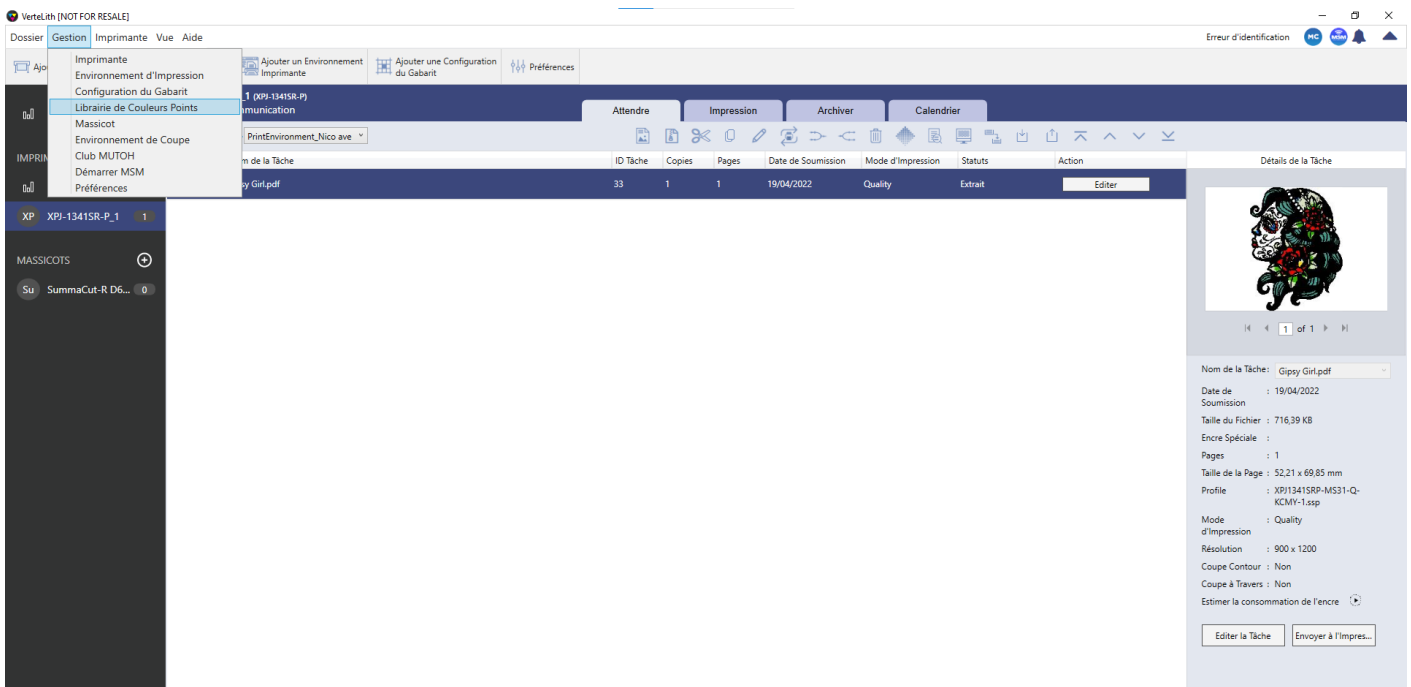 VerteLith [NOT FOR RESALE]
Dossier Gestion Imprimante Vue Aide
Erreur d'identification MC MSM
Imprimante
Environnement d'Impression
Configuration du Gabarit
Librairie de Couleurs Points
Massicot
Environnement de Coupe
Club MUTOH
Démarrer MSM
Préférences
Ajo
Ajouter un Environnement
Imprimante
Ajouter une Configuration
du Gabarit
Préférences
_1 (XPJ-1341SR-P)
munication
Attendre Impression Archiver Calendrier
PrintEnvironment_Nico ave
IMPRIM
XP XPJ-1341SR-P_1 1
MASSICOTS
Su SummaCut-R D6... 0
m de la Tâche ID Tâche Copies Pages Date de Soumission Mode d'Impression Statuts Action
sy Girl.pdf 33 1 1 19/04/2022 Quality Extrait Editer
Détails de la Tâche
1 of 1
Nom de la Tâche: Gipsy Girl.pdf
Date de : 19/04/2022
Soumission
Taille du Fichier : 716,39 KB
Encre Spéciale :
Pages : 1
Taille de la Page : 52,21 x 69,85 mm
Profile : XPJ1341SRP-MS31-Q-
KCMY-1.ssp
Mode : Quality
d'Impression
Résolution : 900 x 1200
Coupe Contour : Non
Coupe à Travers : Non
Estimer la consommation de l'encre
Editer la Tâche Envoyer à l'Impres...